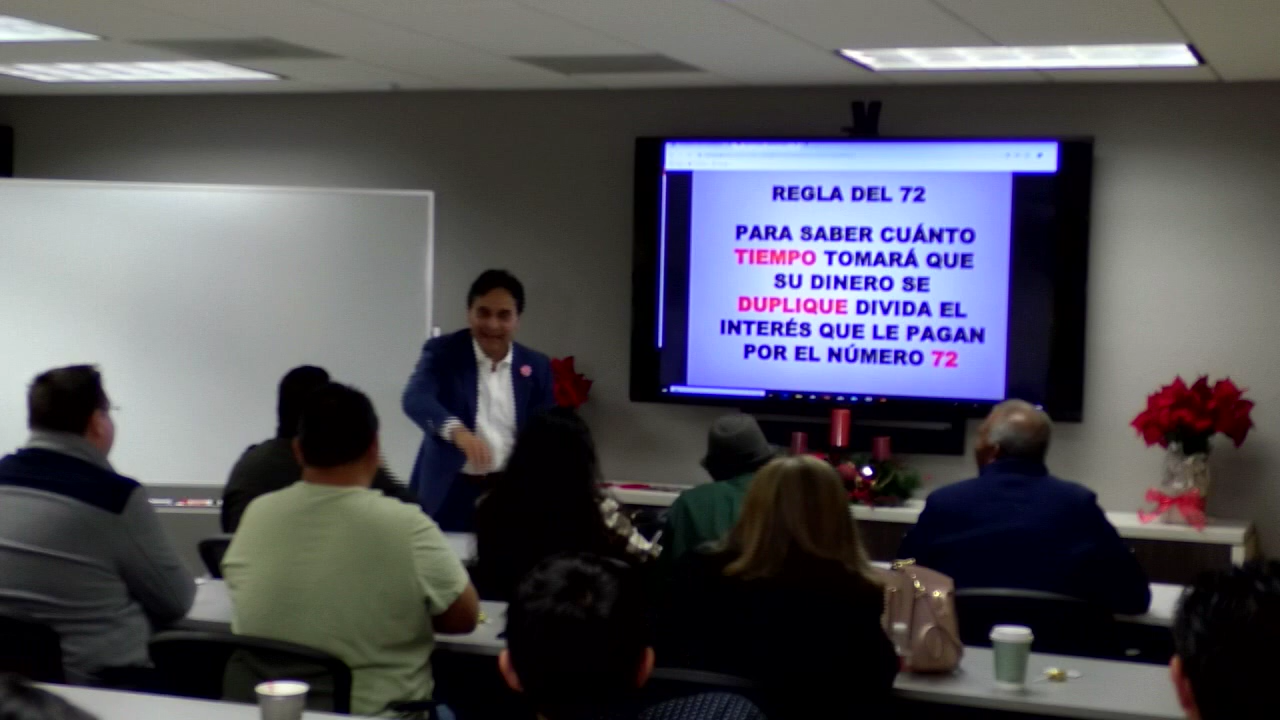 REGLA DEL 72
PARA SABER CUÁNTO
TIEMPO TOMARÁ QUE
SU DINERO SE
DUPLIQUE DIVIDA EL
INTERÉS QUE LE PAGAN
POR EL NÚMERO 72